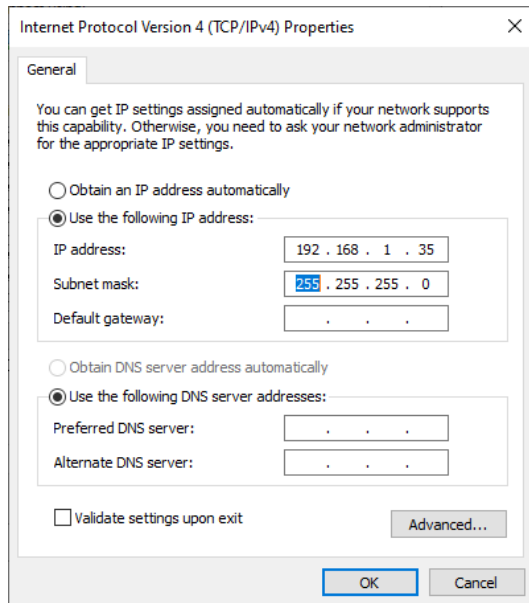 Internet Protocol Version 4 (TCP/IPv4) Properties
General
You can get IP settings assigned automatically if your network supports
this capability. Otherwise, you need to ask your network administrator
for the appropriate IP settings.
Obtain an IP address automatically
Use the following IP address:
IP address: 192 . 168 . 1 . 35
Subnet mask: 255 . 255 . 255 . 0
Default gateway: . . .
Obtain DNS server address automatically
Use the following DNS server addresses:
Preferred DNS server: . . .
Alternate DNS server: . . .
Validate settings upon exit
Advanced...
OK Cancel